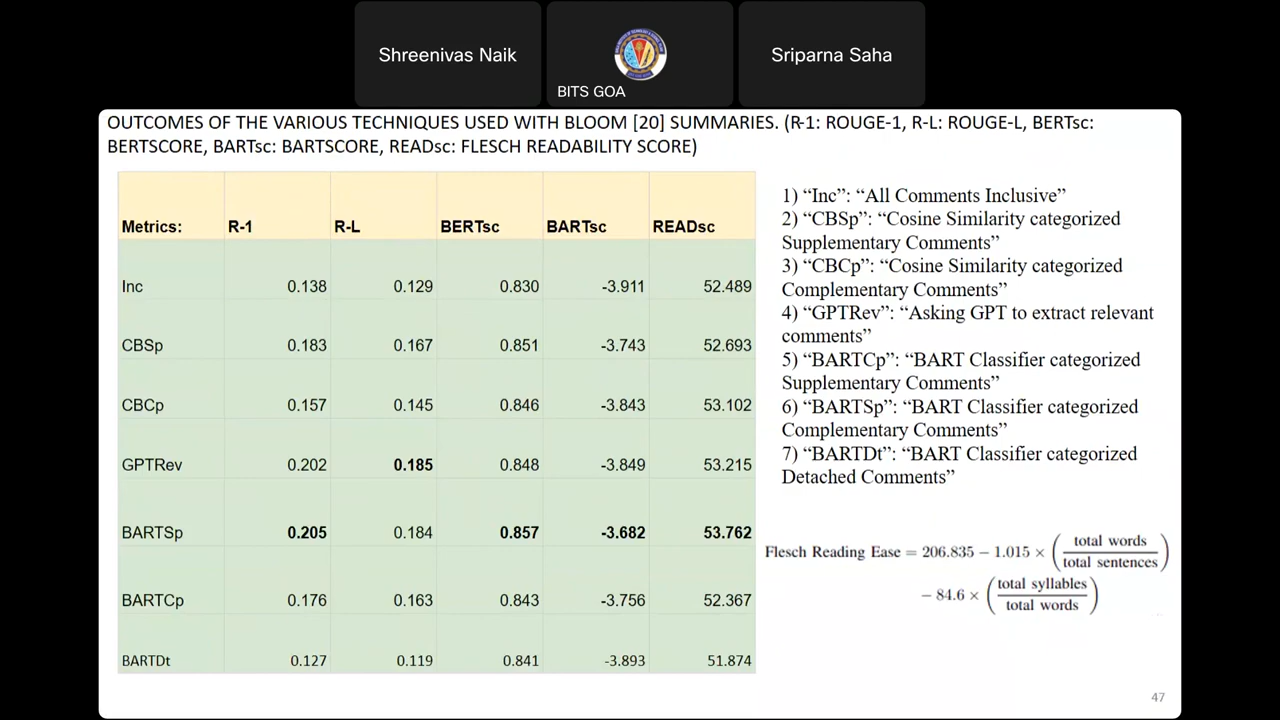 Shreenivas Naik
BITS GOA
Sriparna Saha
OUTCOMES OF THE VARIOUS TECHNIQUES USED WITH BLOOM [20] SUMMARIES. (R-1: ROUGE-1, R-L: ROUGE-L, BERTsc:
BERTSCORE, BARTsc: BARTSCORE, READsc: FLESCH READABILITY SCORE)
Metrics: R-1 R-L BERTsc BARTsc READsc
Inc 0.138 0.129 0.830 -3.911 52.489
CBSp 0.183 0.167 0.851 -3.743 52.693
CBCp 0.157 0.145 0.846 -3.843 53.102
GPTRev 0.202 0.185 0.848 -3.849 53.215
BARTSp 0.205 0.184 0.857 -3.682 53.762
BARTCp 0.176 0.163 0.843 -3.756 52.367
BARTDt 0.127 0.119 0.841 -3.893 51.874
1) “Inc”: “All Comments Inclusive”
2) “CBSp”: “Cosine Similarity categorized
Supplementary Comments”
3) “CBCp”: “Cosine Similarity categorized
Complementary Comments”
4) “GPTRev”: “Asking GPT to extract relevant
comments”
5) “BARTCp”: “BART Classifier categorized
Supplementary Comments”
6) “BARTSp”: “BART Classifier categorized
Complementary Comments”
7) “BARTDt”: “BART Classifier categorized
Detached Comments”
Flesch Reading Ease = 206.835 − 1.015 × (total words / total sentences)
− 84.6 × (total syllables / total words)
47